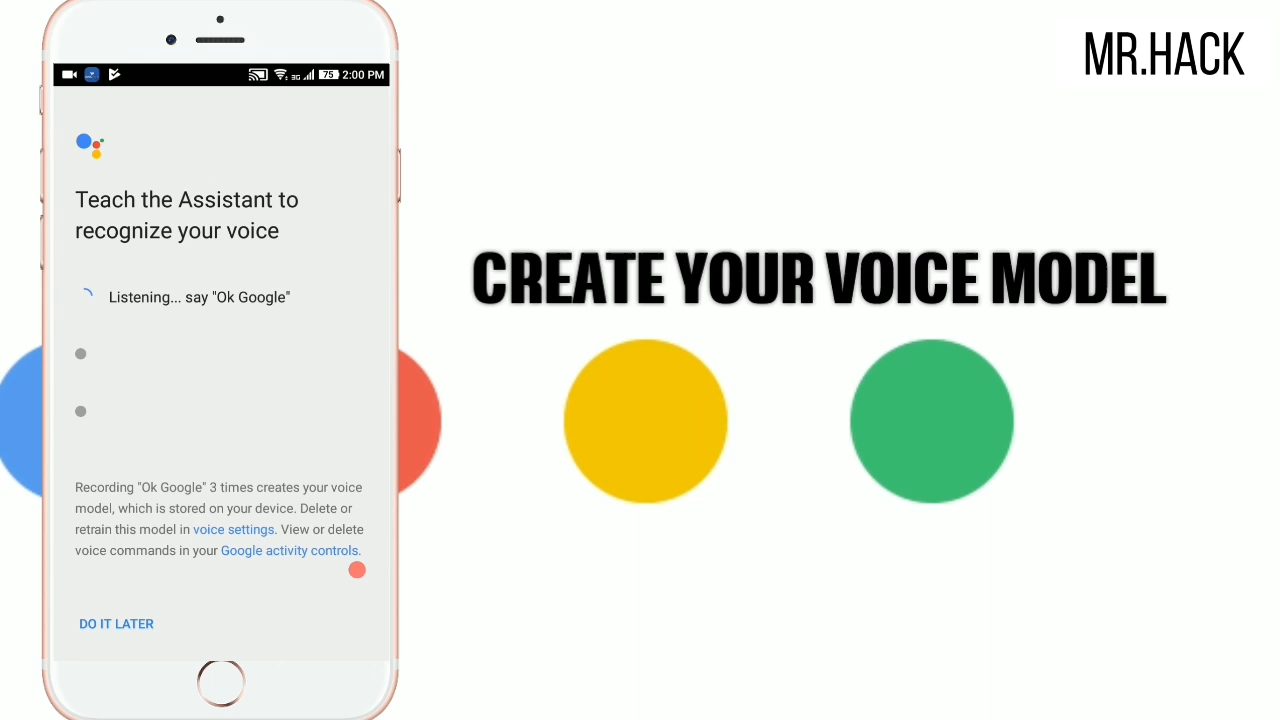 MR.HACK
3G 75 2:00 PM
Teach the Assistant to
recognize your voice
Listening... say "Ok Google"
CREATE YOUR VOICE MODEL
Recording "Ok Google" 3 times creates your voice
model, which is stored on your device. Delete or
retrain this model in voice settings. View or delete
voice commands in your Google activity controls.
DO IT LATER